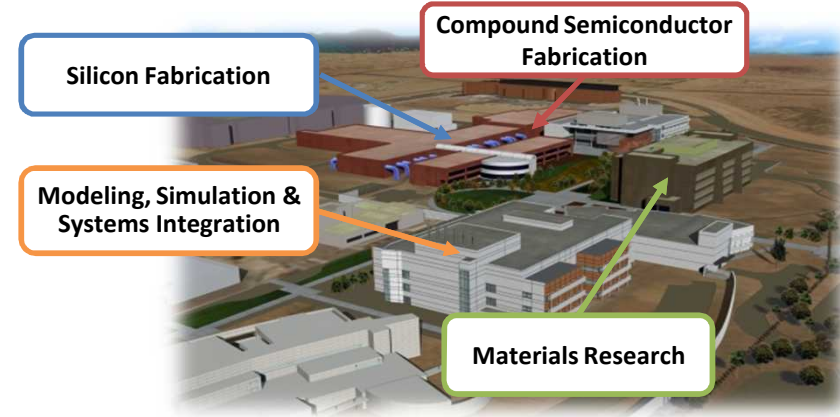 Compound Semiconductor
Fabrication
Silicon Fabrication
Modeling, Simulation &
Systems Integration
Materials Research